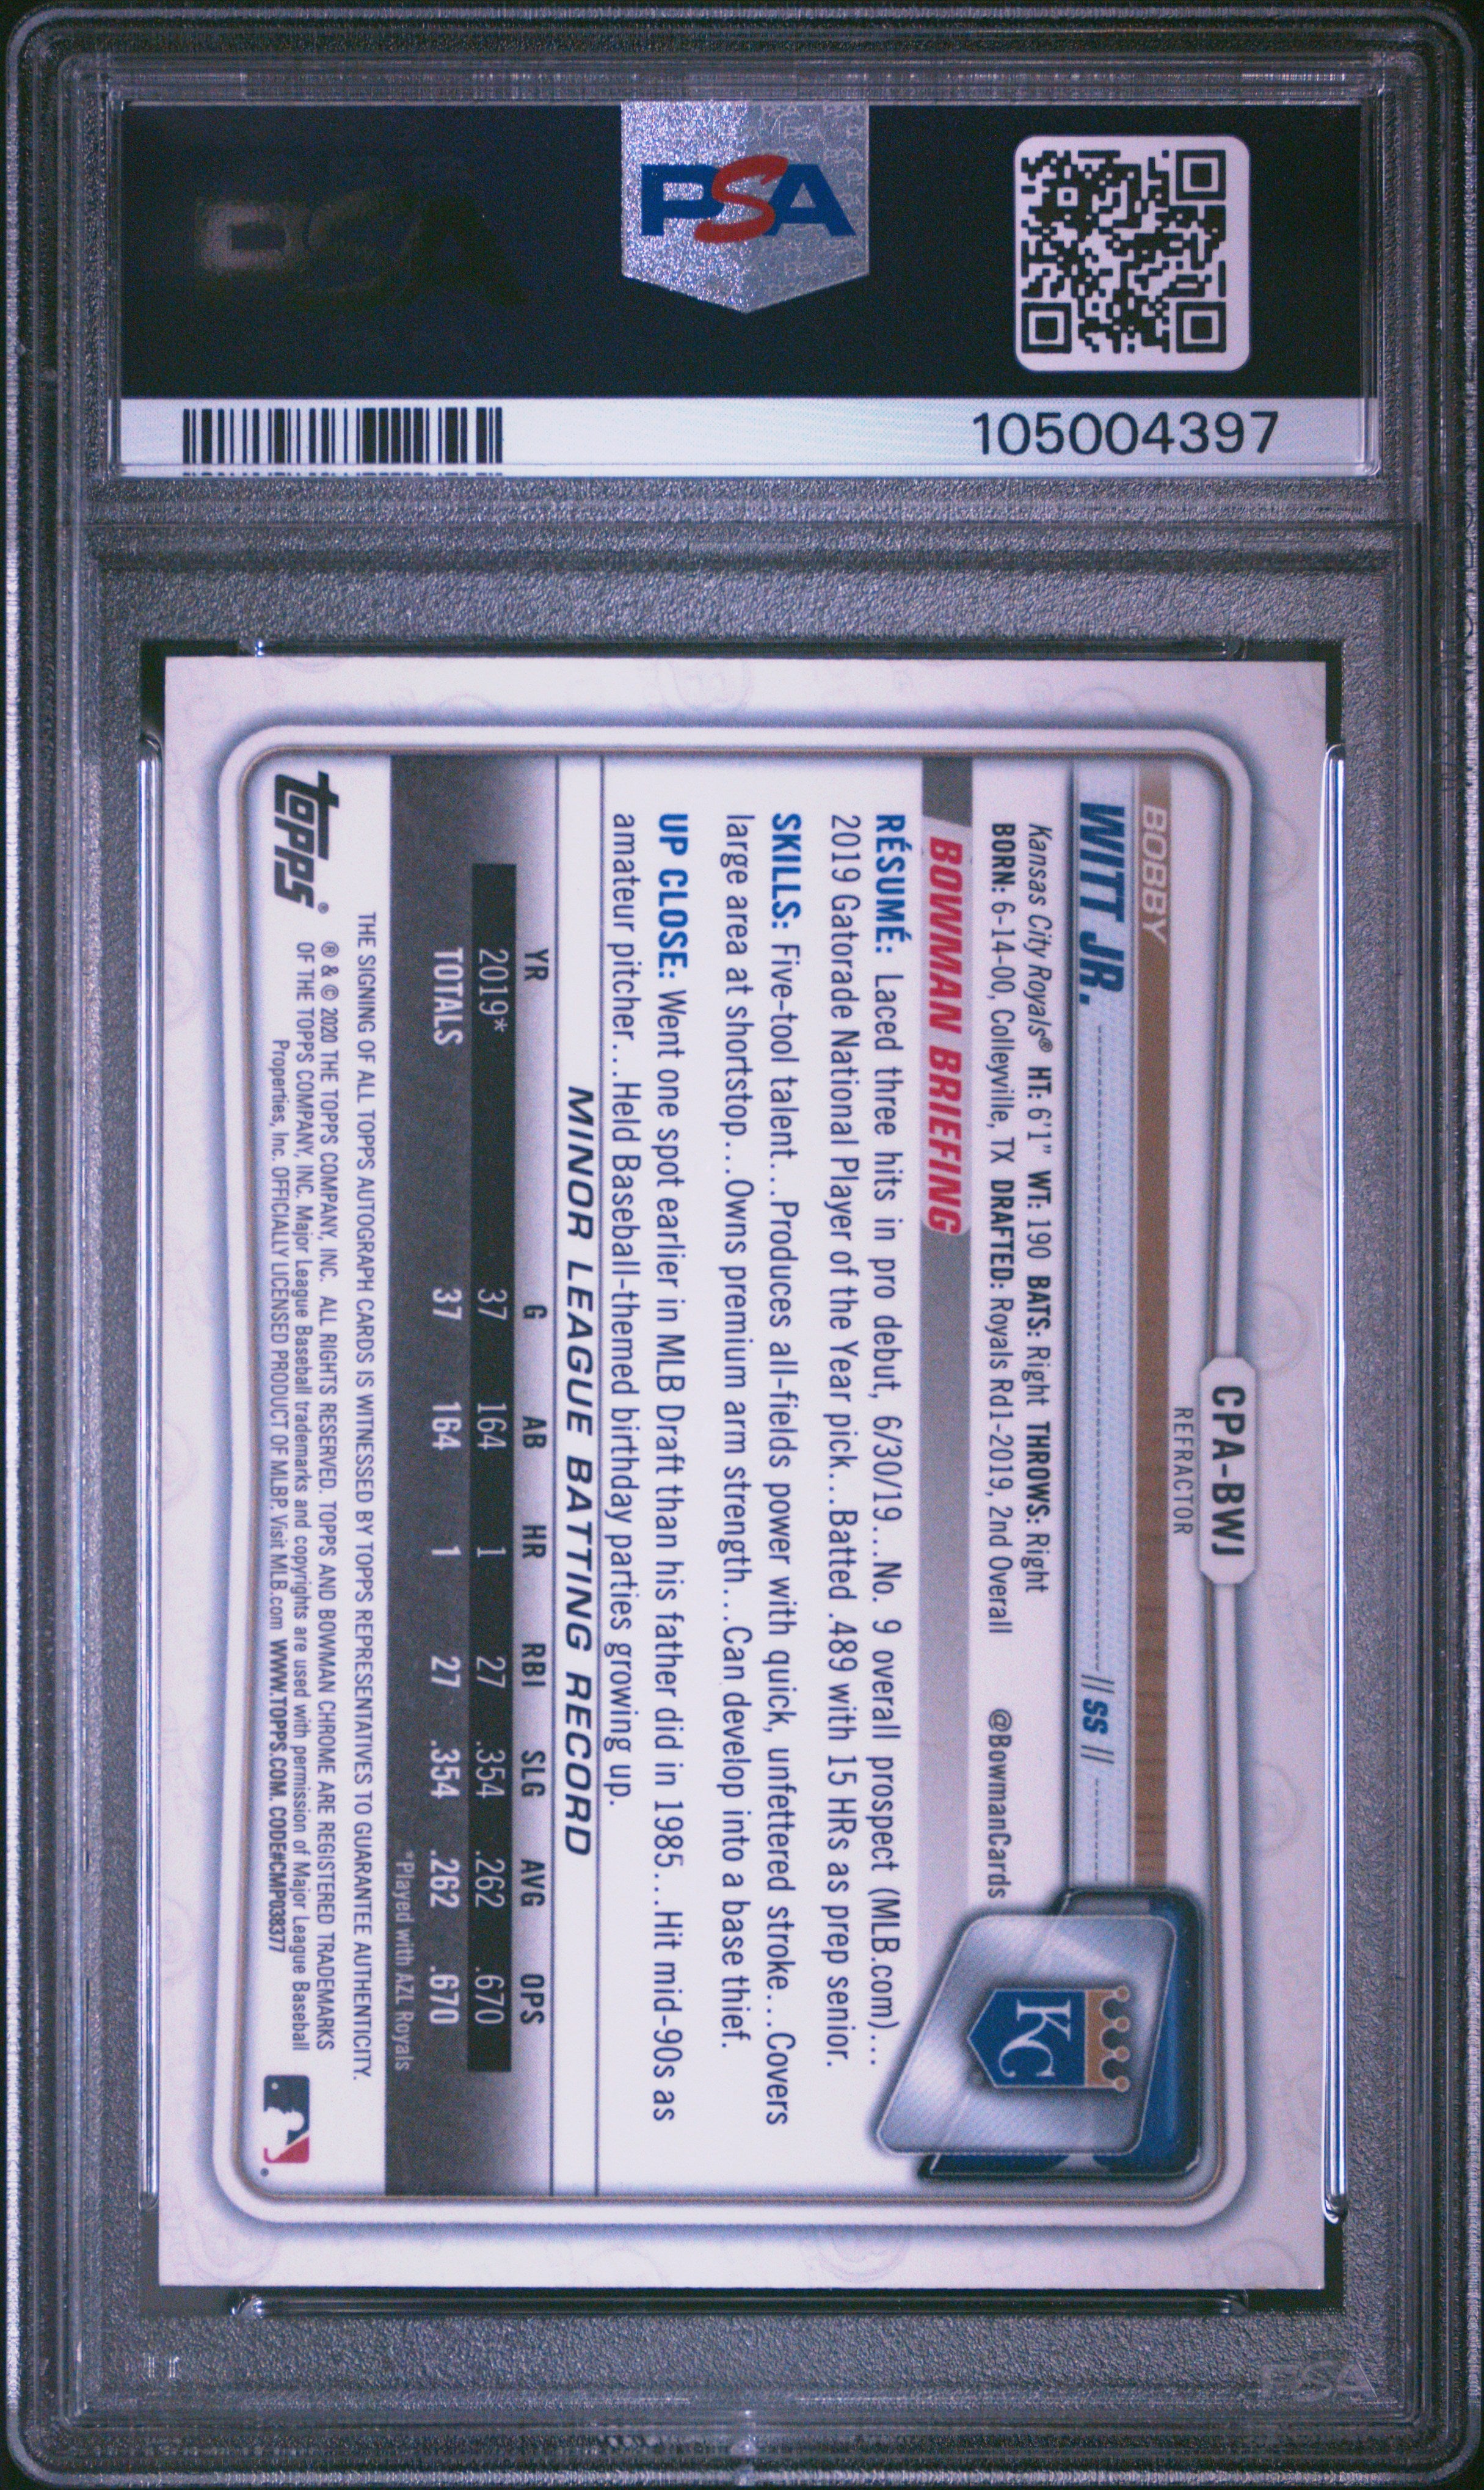 PSA
105004397
CPA-BWJ
REFRACTOR
BOBBY
WITT JR. // SS //
Kansas City Royals® HT: 6'1" WT: 190 BATS: Right THROWS: Right
BORN: 6-14-00, Colleyville, TX DRAFTED: Royals Rd1-2019, 2nd Overall @BowmanCards
KC
BOWMAN BRIEFING
RÉSUMÉ: Laced three hits in pro debut, 6/30/19...No. 9 overall prospect (MLB.com)...
2019 Gatorade National Player of the Year pick...Batted .489 with 15 HRs as prep senior.
SKILLS: Five-tool talent...Produces all-fields power with quick, unfettered stroke...Covers
large area at shortstop...Owns premium arm strength...Can develop into a base thief.
UP CLOSE: Went one spot earlier in MLB Draft than his father did in 1985...Hit mid-90s as
amateur pitcher...Held Baseball-themed birthday parties growing up.
MINOR LEAGUE BATTING RECORD
YR G AB HR RBI SLG AVG OPS
2019* 37 164 1 27 .354 .262 .670
TOTALS 37 164 1 27 .354 .262 .670
*Played with AZL Royals
THE SIGNING OF ALL TOPPS AUTOGRAPH CARDS IS WITNESSED BY TOPPS REPRESENTATIVES TO GUARANTEE AUTHENTICITY.
topps®
® & © 2020 THE TOPPS COMPANY, INC. ALL RIGHTS RESERVED. TOPPS AND BOWMAN CHROME ARE REGISTERED TRADEMARKS
OF THE TOPPS COMPANY, INC. Major League Baseball trademarks and copyrights are used with permission of Major League Baseball
Properties, Inc. OFFICIALLY LICENSED PRODUCT OF MLBP. Visit MLB.com WWW.TOPPS.COM. CODE#CMP038377
PSA